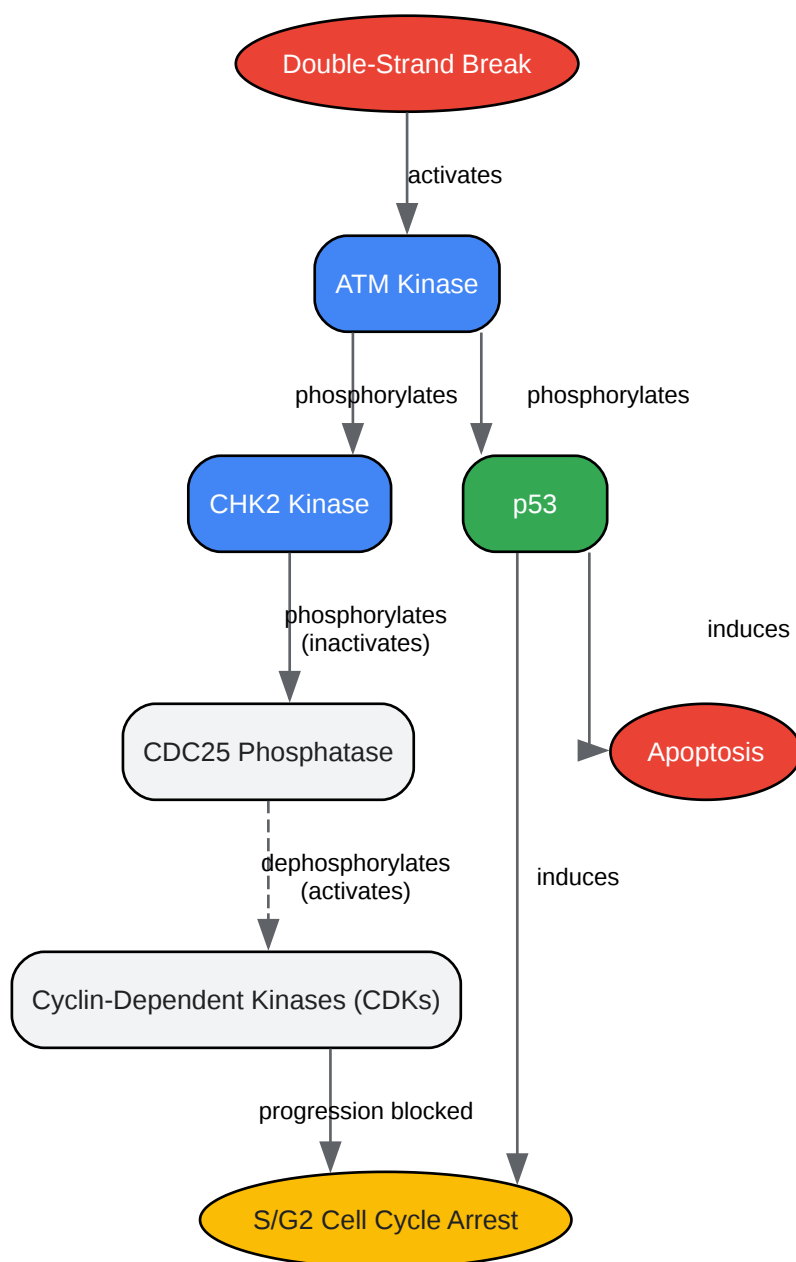 Double-Strand Break
activates
ATM Kinase
phosphorylates
phosphorylates
CHK2 Kinase
p53
phosphorylates
(inactivates)
induces
CDC25 Phosphatase
Apoptosis
dephosphorylates
(activates)
induces
Cyclin-Dependent Kinases (CDKs)
progression blocked
S/G2 Cell Cycle Arrest